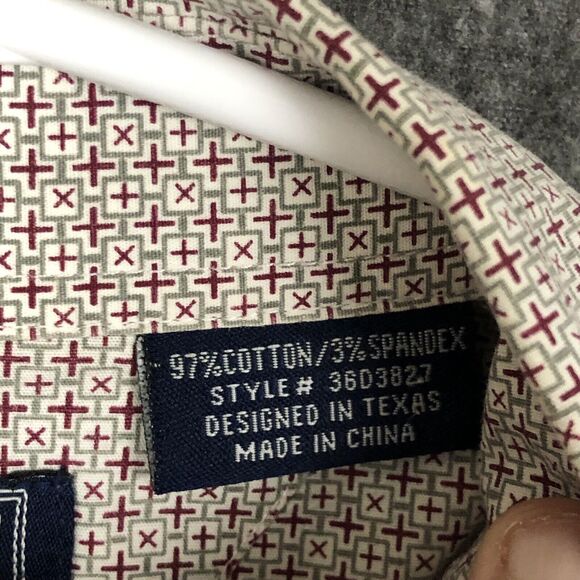 97%COTTON/3%SPANDEX
STYLE# 36D3827
DESIGNED IN TEXAS
MADE IN CHINA